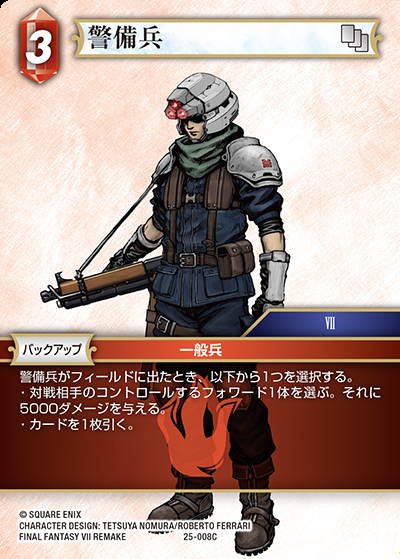 3
警備兵
VII
バックアップ
一般兵
警備兵がフィールドに出たとき、以下から1つを選択する。
・対戦相手のコントロールするフォワード1体を選ぶ。それに
5000ダメージを与える。
・カードを1枚引く。
© SQUARE ENIX
CHARACTER DESIGN: TETSUYA NOMURA/ROBERTO FERRARI
FINAL FANTASY VII REMAKE 25-008C